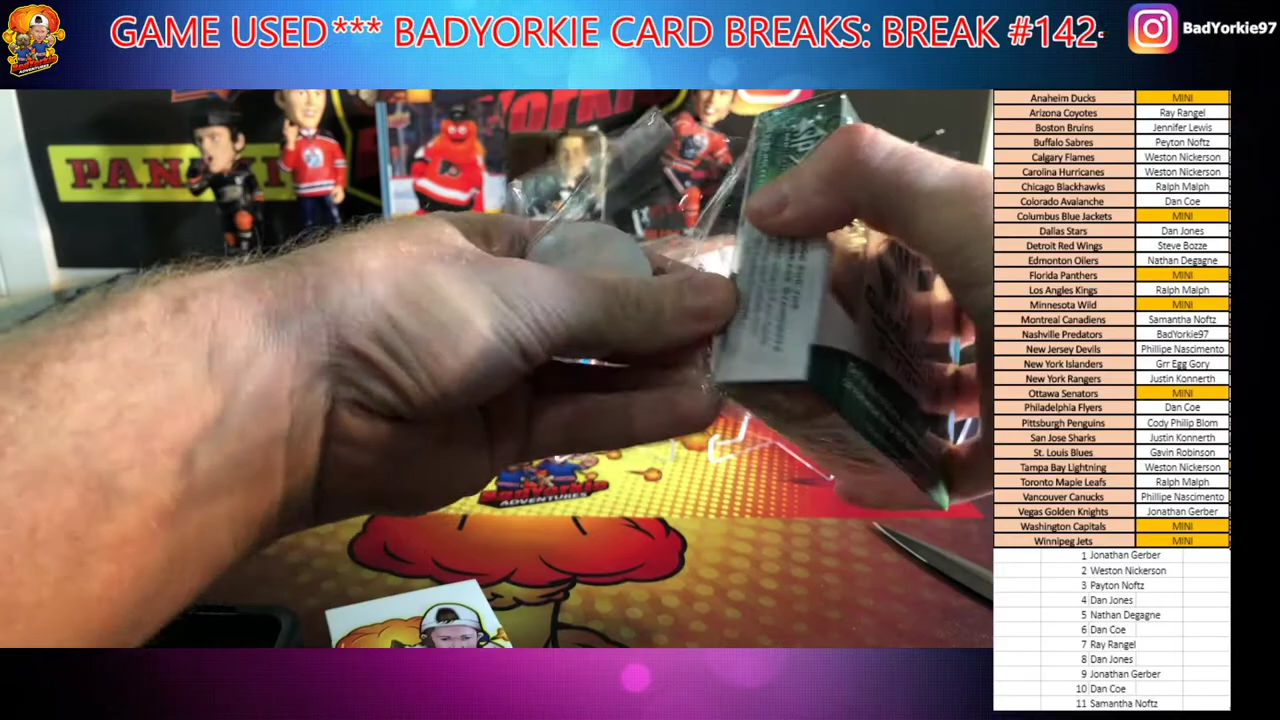 GAME USED*** BADYORKIE CARD BREAKS: BREAK #142-
BadYorkie97
PANINI
Anaheim Ducks MINI
Arizona Coyotes Ray Rangel
Boston Bruins Jennifer Lewis
Buffalo Sabres Peyton Noftz
Calgary Flames Weston Nickerson
Carolina Hurricanes Weston Nickerson
Chicago Blackhawks Ralph Malph
Colorado Avalanche Dan Coe
Columbus Blue Jackets MINI
Dallas Stars Dan Jones
Detroit Red Wings Steve Bozze
Edmonton Oilers Nathan Degagne
Florida Panthers MINI
Los Angles Kings Ralph Malph
Minnesota Wild MINI
Montreal Canadiens Samantha Noftz
Nashville Predators BadYorkie97
New Jersey Devils Phillipe Nascimento
New York Islanders Grr Egg Gory
New York Rangers Justin Konnerth
Ottawa Senators MINI
Philadelphia Flyers Dan Coe
Pittsburgh Penguins Cody Philip Blom
San Jose Sharks Justin Konnerth
St. Louis Blues Gavin Robinson
Tampa Bay Lightning Weston Nickerson
Toronto Maple Leafs Ralph Malph
Vancouver Canucks Phillipe Nascimento
Vegas Golden Knights Jonathan Gerber
Washington Capitals MINI
Winnipeg Jets MINI
1 Jonathan Gerber
2 Weston Nickerson
3 Payton Noftz
4 Dan Jones
5 Nathan Degagne
6 Dan Coe
7 Ray Rangel
8 Dan Jones
9 Jonathan Gerber
10 Dan Coe
11 Samantha Noftz
BadYorkie
ADVENTURES